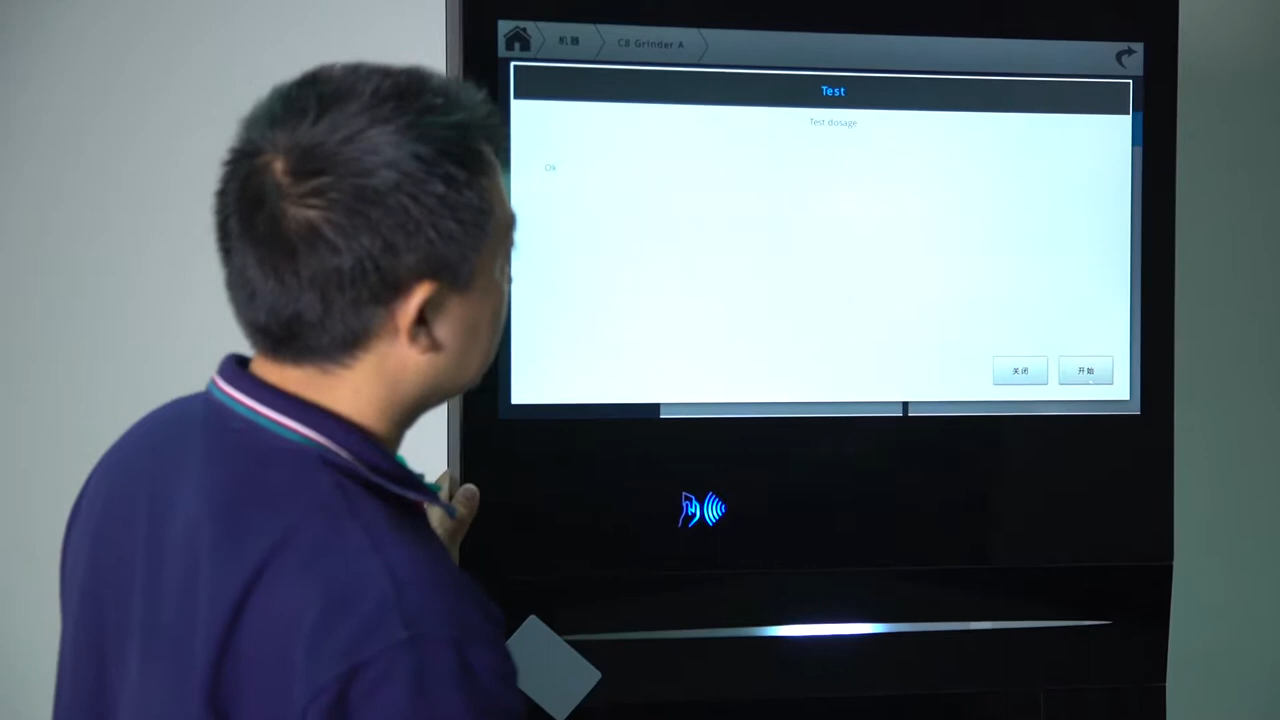 机器
C8 Grinder A
Test
Test dosage
Ok
关闭
开始